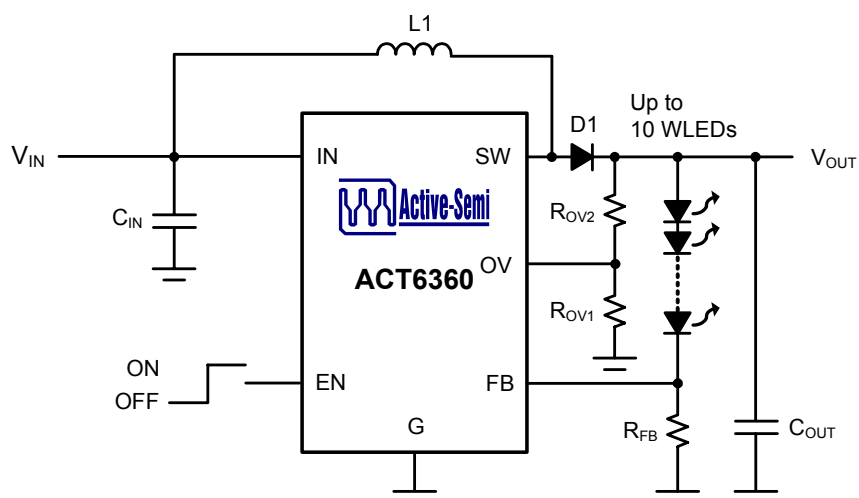 L1
Up to
10 WLEDs
D1
VIN
IN
SW
VOUT
CIN
Active-Semi
ROV2
OV
ACT6360
ROV1
ON
OFF
EN
FB
G
RFB
COUT